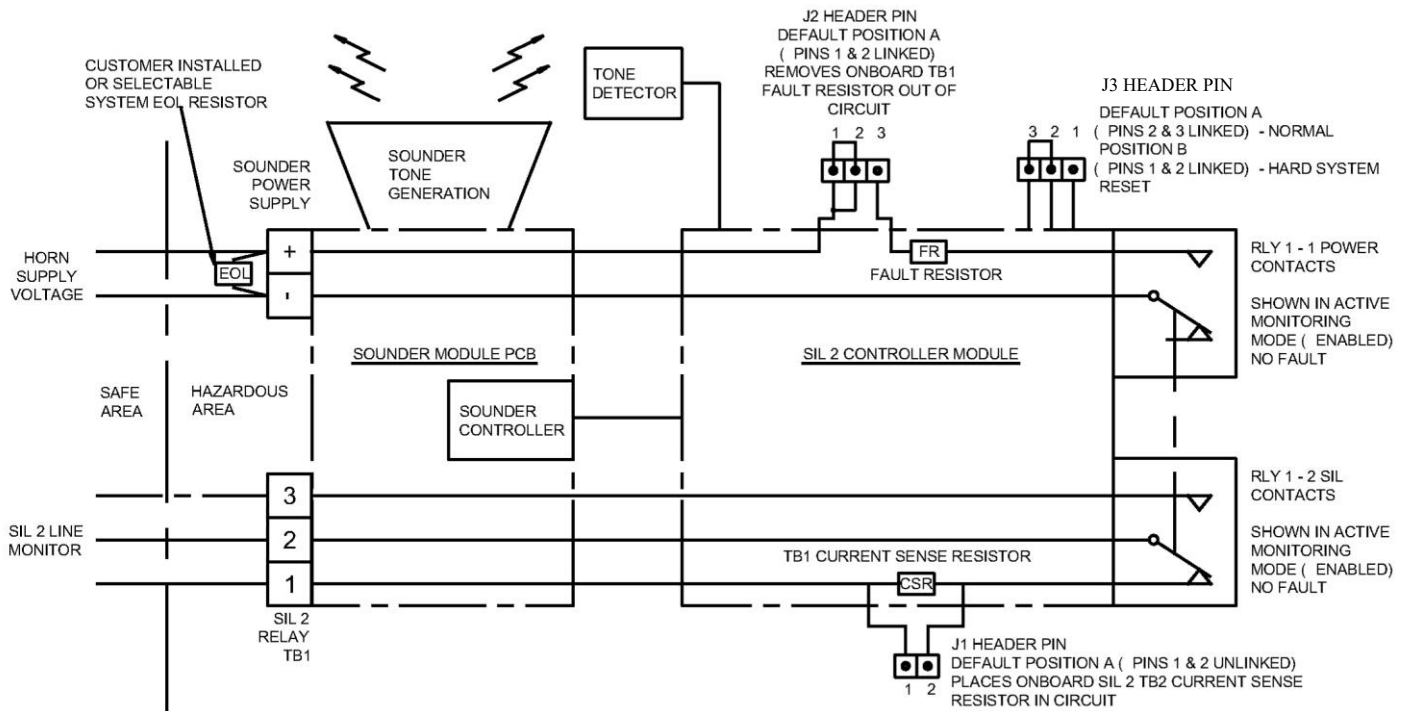 J2 HEADER PIN
DEFAULT POSITION A
( PINS 1 & 2 LINKED)
REMOVES ONBOARD TB1
FAULT RESISTOR OUT OF
CIRCUIT
1 2 3
CUSTOMER INSTALLED
OR SELECTABLE
SYSTEM EOL RESISTOR
TONE
DETECTOR
J3 HEADER PIN
DEFAULT POSITION A
( PINS 2 & 3 LINKED) - NORMAL
POSITION B
( PINS 1 & 2 LINKED) - HARD SYSTEM
RESET
3 2 1
SOUNDER
POWER
SUPPLY
SOUNDER
TONE
GENERATION
HORN
SUPPLY
VOLTAGE
EOL
+
-
FR
FAULT RESISTOR
RLY 1 - 1 POWER
CONTACTS
SHOWN IN ACTIVE
MONITORING
MODE ( ENABLED)
NO FAULT
SOUNDER MODULE PCB
SIL 2 CONTROLLER MODULE
SAFE
AREA
HAZARDOUS
AREA
SOUNDER
CONTROLLER
SIL 2 LINE
MONITOR
3
2
1
SIL 2
RELAY
TB1
TB1 CURRENT SENSE RESISTOR
CSR
RLY 1 - 2 SIL
CONTACTS
SHOWN IN ACTIVE
MONITORING
MODE ( ENABLED)
NO FAULT
1 2
J1 HEADER PIN
DEFAULT POSITION A ( PINS 1 & 2 UNLINKED)
PLACES ONBOARD SIL 2 TB2 CURRENT SENSE
RESISTOR IN CIRCUIT